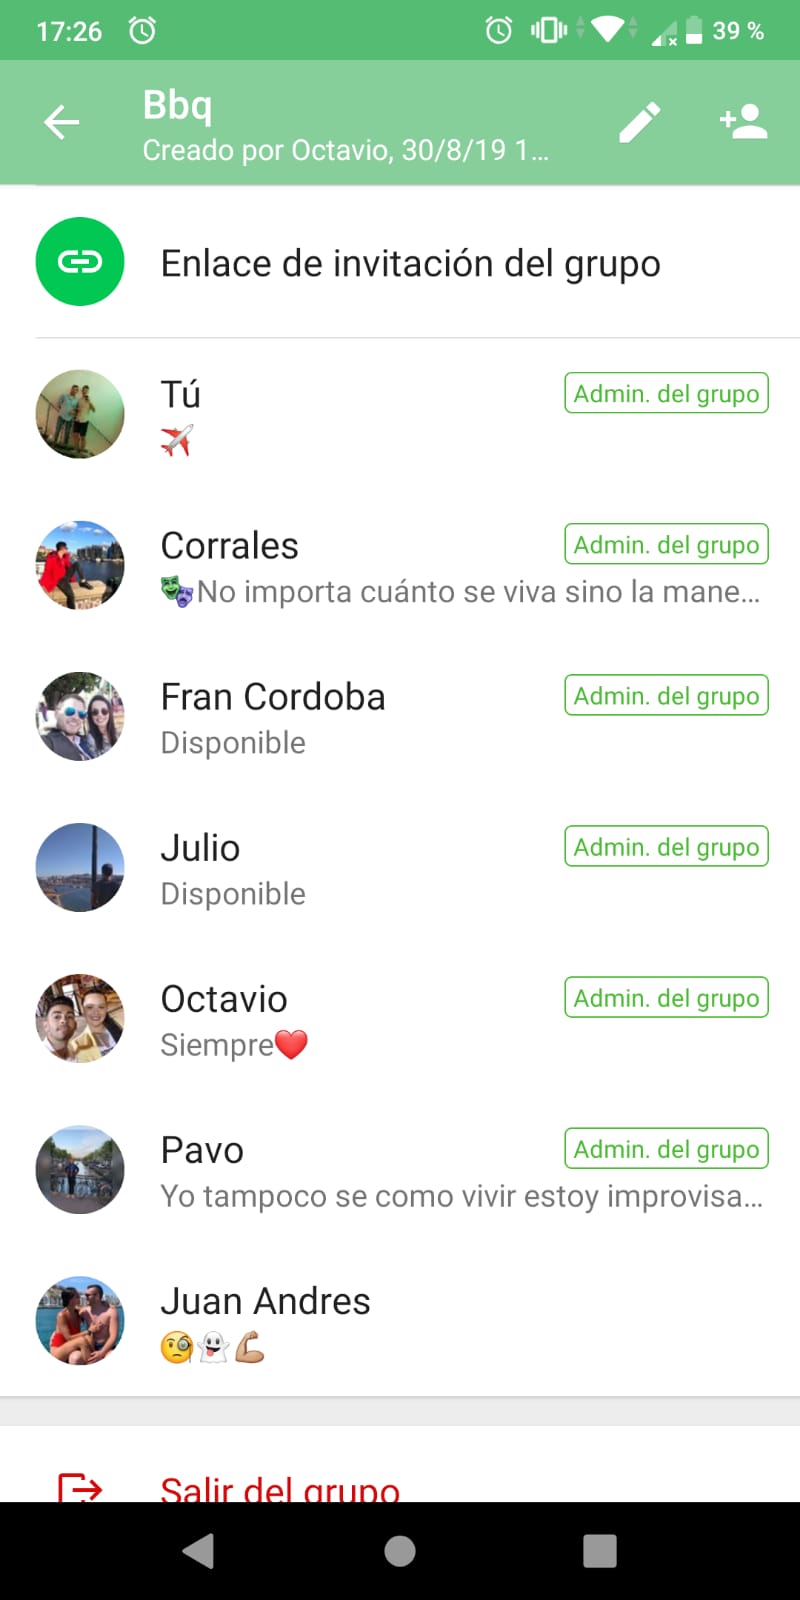 17:26
39 %
Bbq
Creado por Octavio, 30/8/19 1...
Enlace de invitación del grupo
Tú
Admin. del grupo
Corrales
Admin. del grupo
No importa cuánto se viva sino la mane...
Fran Cordoba
Admin. del grupo
Disponible
Julio
Admin. del grupo
Disponible
Octavio
Admin. del grupo
Siempre
Pavo
Admin. del grupo
Yo tampoco se como vivir estoy improvisa...
Juan Andres
Salir del grupo